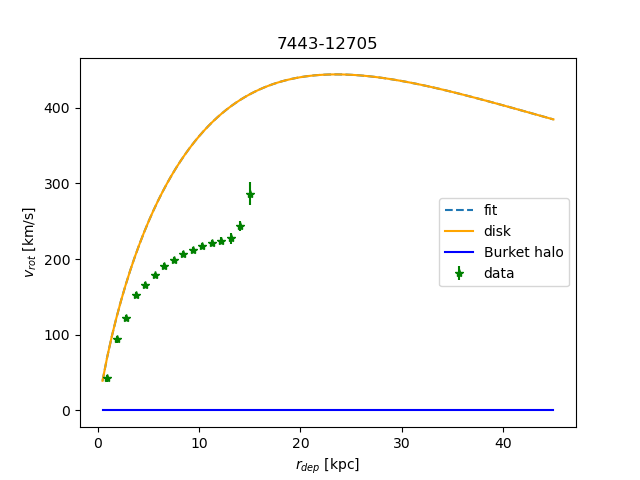 7443-12705
v_rot [km/s]
400
300
200
100
0
fit
disk
Burket halo
data
0
10
20
30
40
r_dep [kpc]